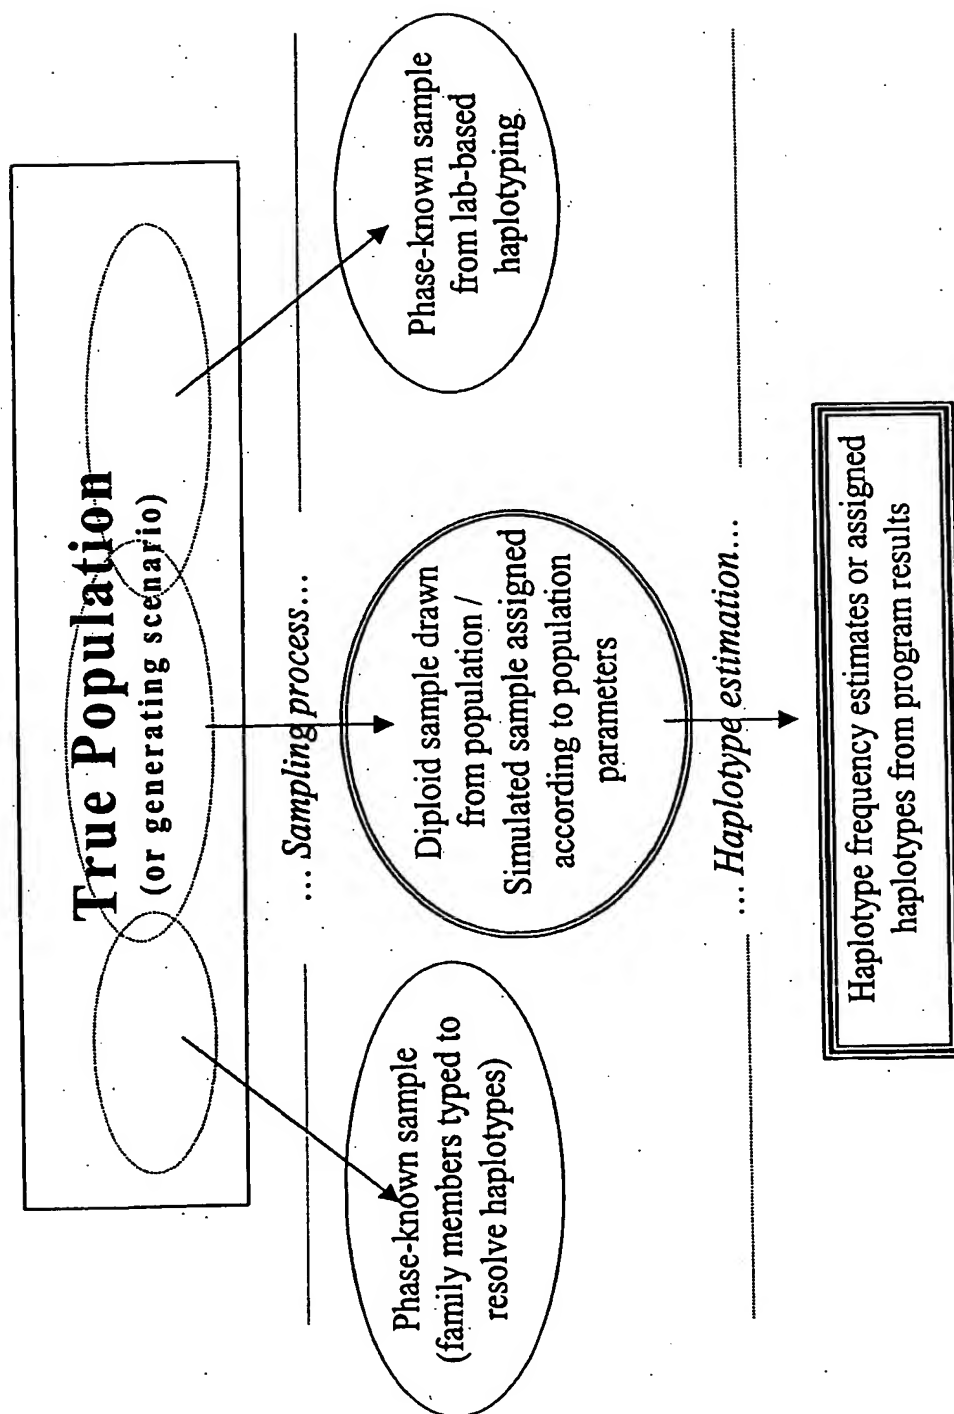 True Population
(or generating scenario)
... Sampling process...
Phase-known sample
(family members typed to
resolve haplotypes)
Diploid sample drawn
from population /
Simulated sample assigned
according to population
parameters
Phase-known sample
from lab-based
haplotyping
... Haplotype estimation...
Haplotype frequency estimates or assigned
haplotypes from program results